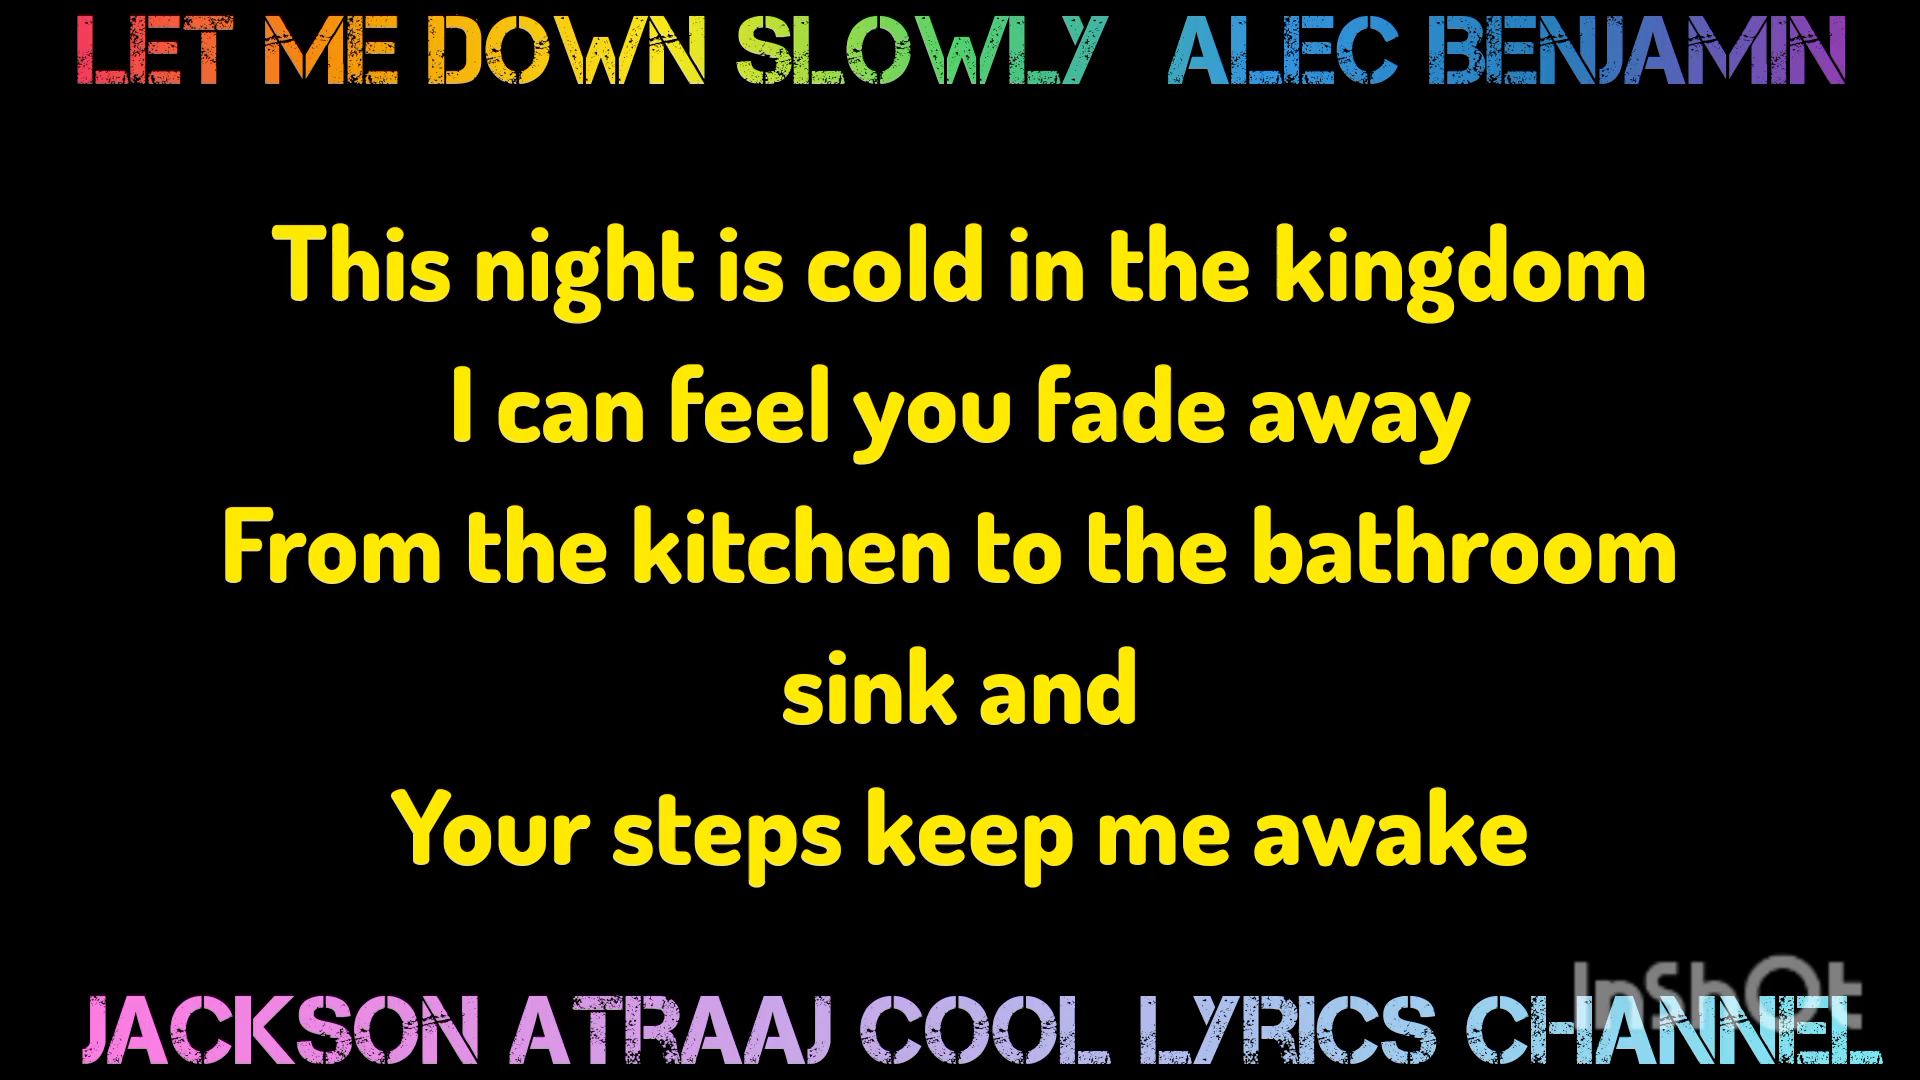 LET ME DOWN SLOWLY ALEC BENJAMIN
This night is cold in the kingdom
I can feel you fade away
From the kitchen to the bathroom
sink and
Your steps keep me awake
InShOt
JACKSON ATRAAJ COOL LYRICS CHANNEL